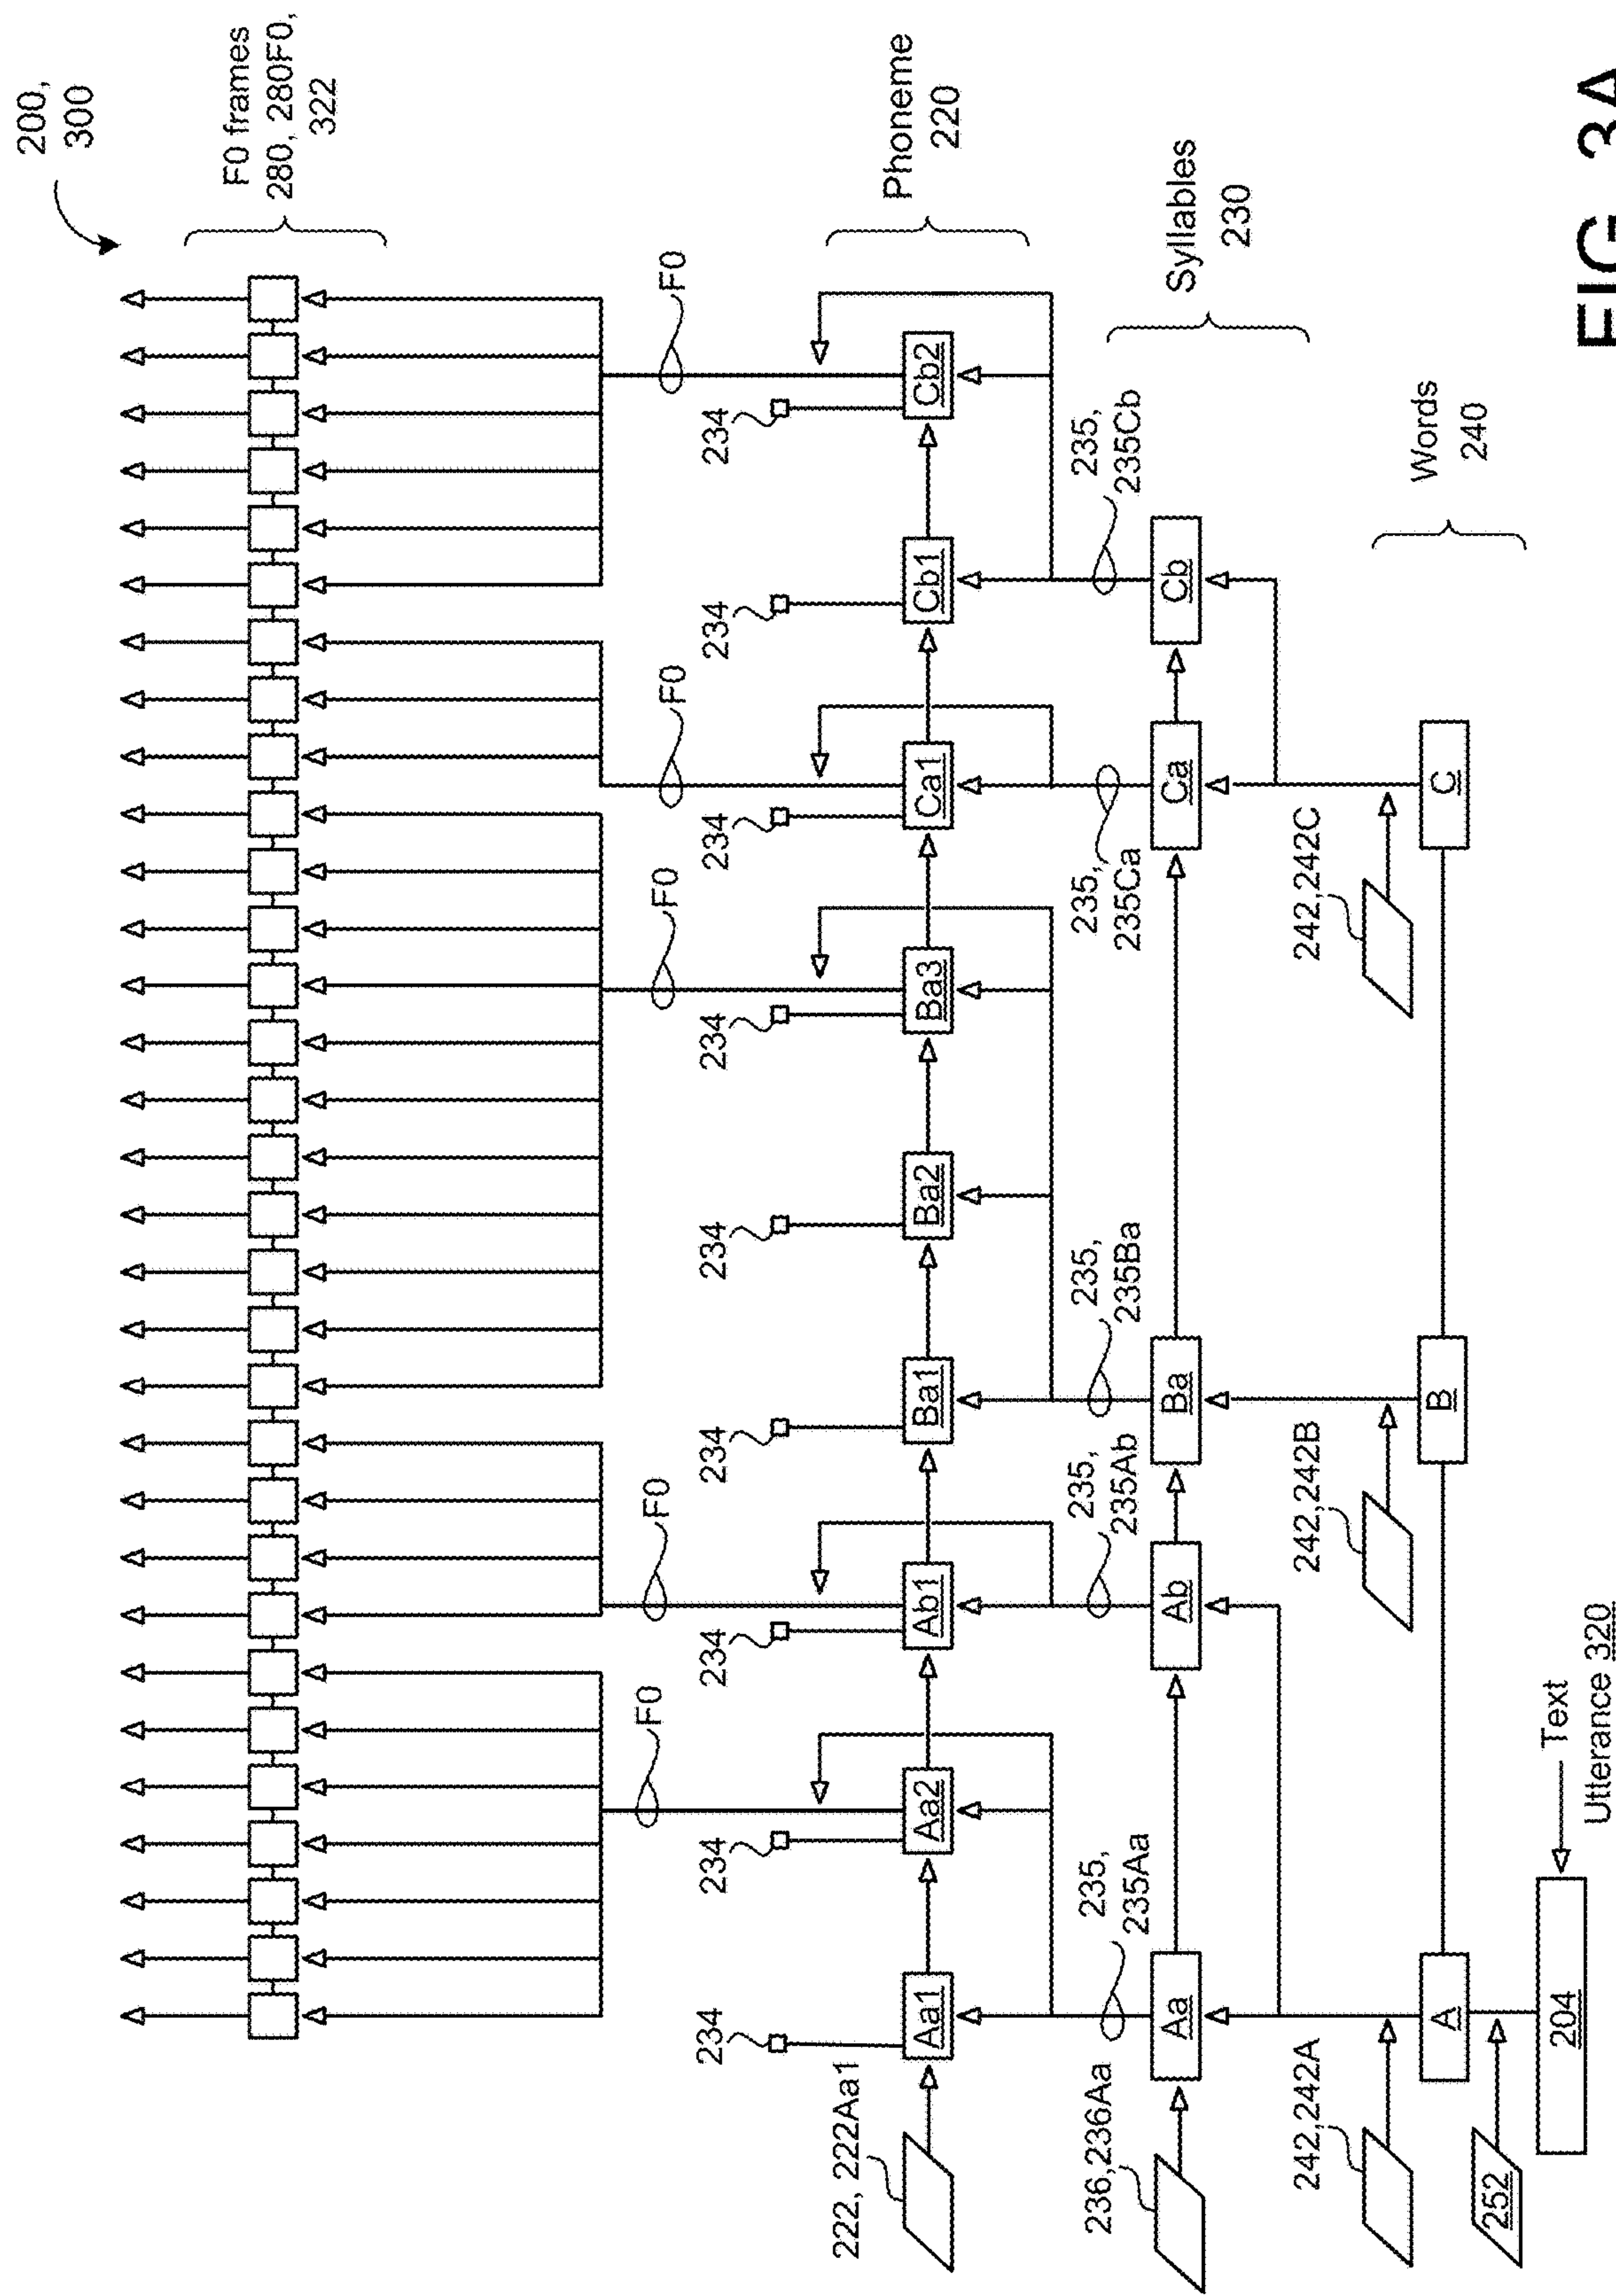 200,
300
F0 frames
280, 280F0,
322
F0
F0
F0
F0
F0
Phoneme
220
234
234
234
234
234
234
234
234
234
222, 222Aa1
Aa1
Aa2
Ab1
Ba1
Ba2
Ba3
Ca1
Cb1
Cb2
235,
235Aa
235,
235Ab
235,
235Ba
235,
235Ca
235,
235Cb
Syllables
230
236,236Aa
Aa
Ab
Ba
Ca
Cb
242,242A
242,242B
242,242C
Words
240
A
B
C
252
204
Text
Utterance 320
FIG. 3A